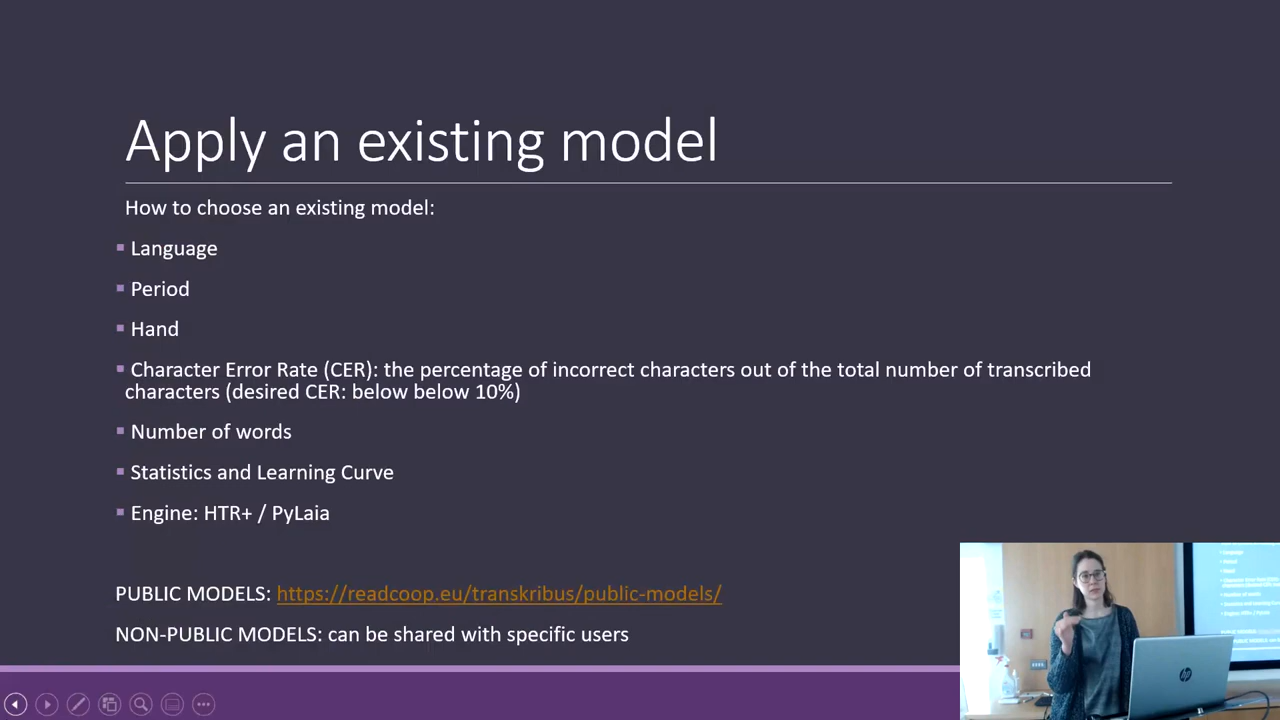 Apply an existing model
How to choose an existing model:
▪ Language
▪ Period
▪ Hand
▪ Character Error Rate (CER): the percentage of incorrect characters out of the total number of transcribed
characters (desired CER: below below 10%)
▪ Number of words
▪ Statistics and Learning Curve
▪ Engine: HTR+ / PyLaia
PUBLIC MODELS: https://readcoop.eu/transkribus/public-models/
NON-PUBLIC MODELS: can be shared with specific users
hp